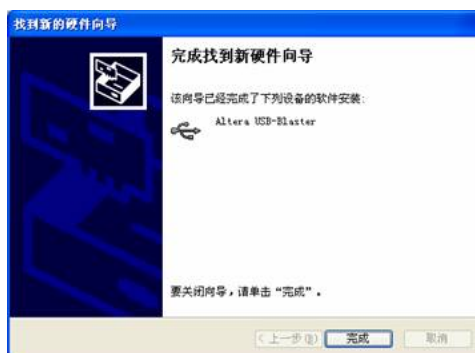 找到新的硬件向导
完成找到新硬件向导
该向导已经完成了下列设备的软件安装:
Altera USB-Blaster
要关闭向导，请单击“完成”。
<上一步(B) 完成 取消